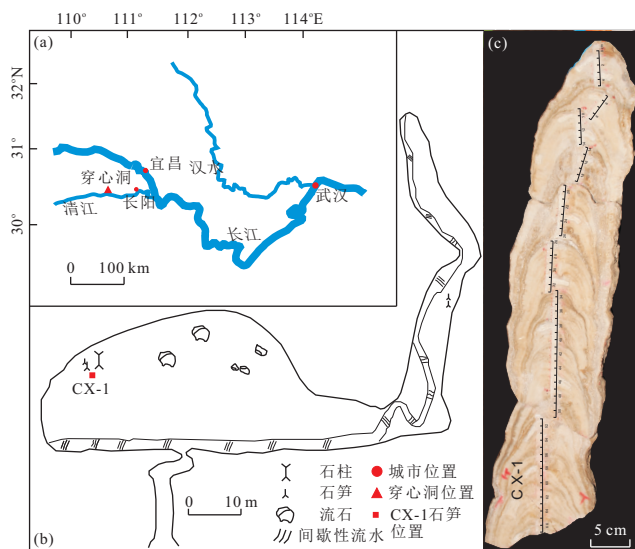 110° 111° 112° 113° 114°E
(a)
(c)
32°N
31°
30°
宜昌
汉水
穿心洞
武汉
长阳
清江
长江
0 100 km
CX-1
CX-1
石柱
城市位置
石笋
穿心洞位置
流石
CX-1石笋
间歇性流水
位置
0 10 m
(b)
5 cm